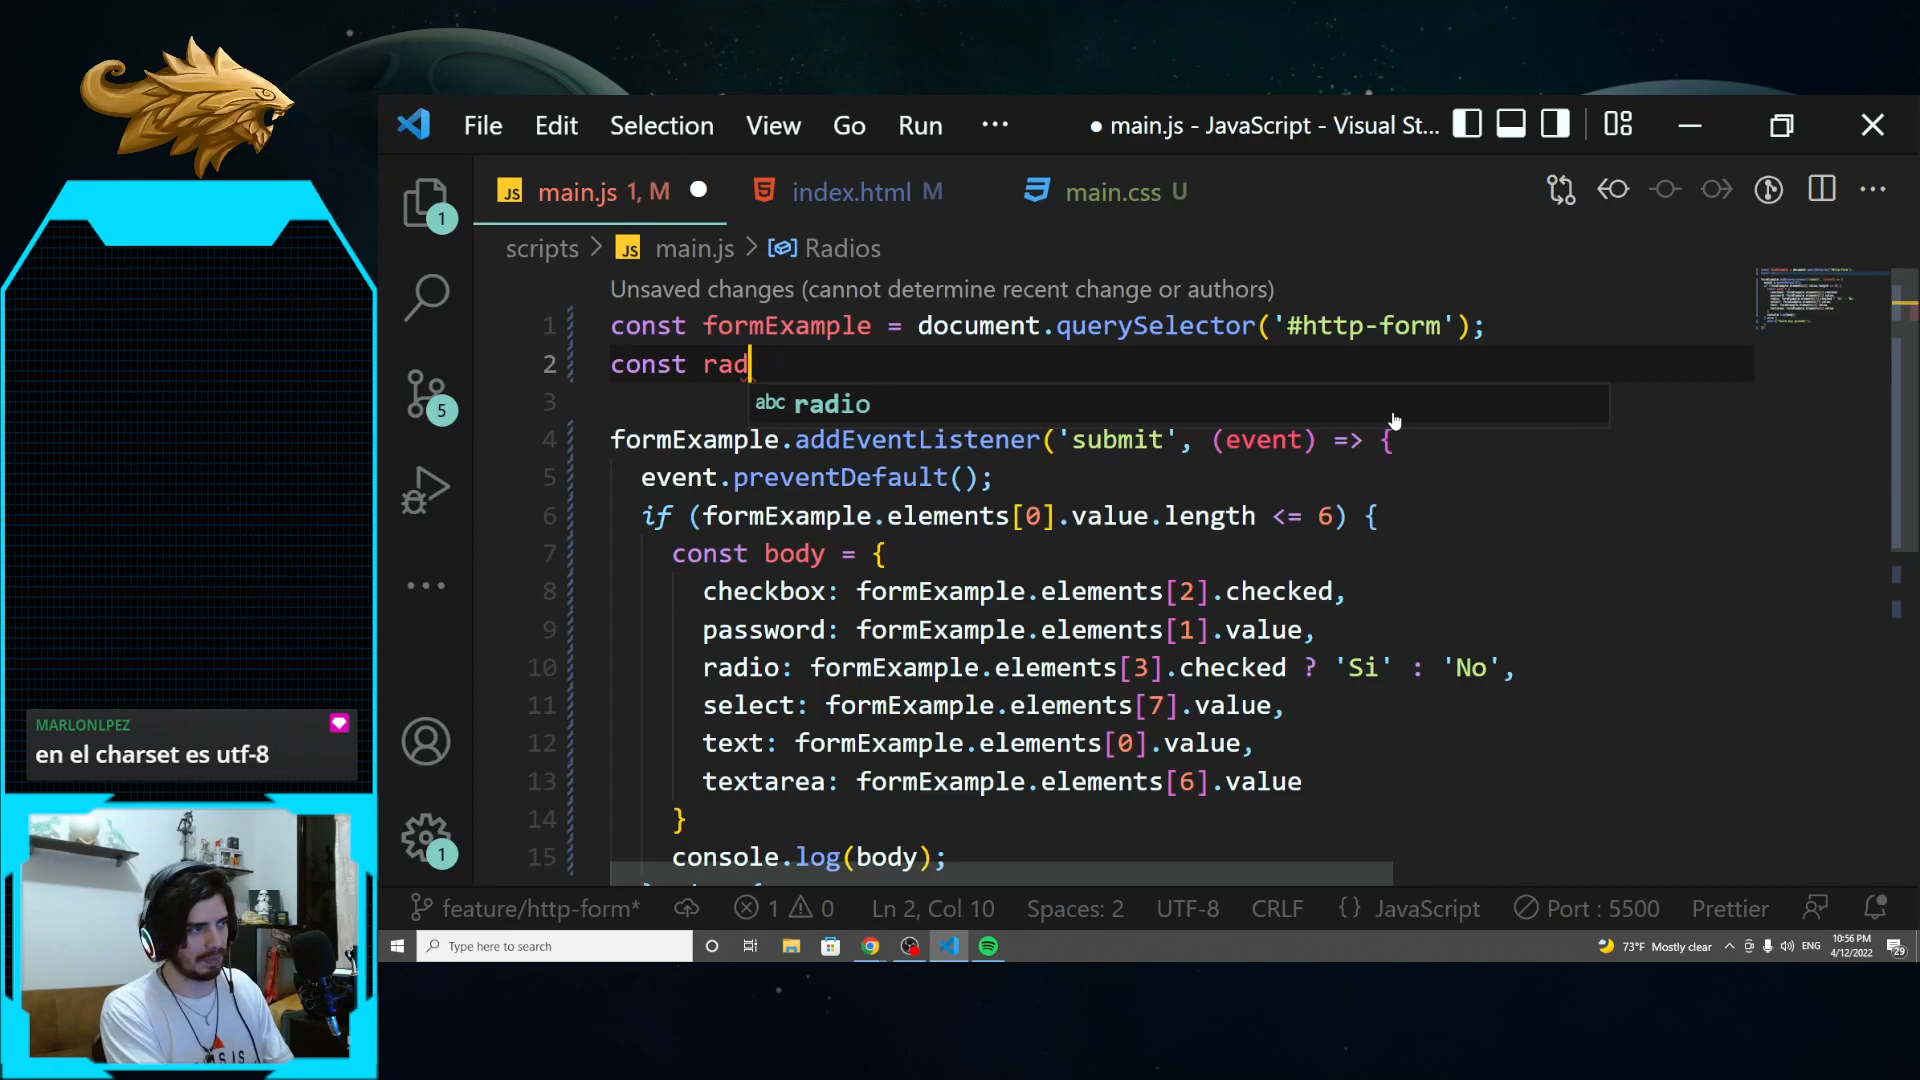 File Edit Selection View Go Run ··· ● main.js - JavaScript - Visual St...
JS main.js 1, M ● index.html M main.css U ···
scripts > JS main.js > Radios
Unsaved changes (cannot determine recent change or authors)
1 const formExample = document.querySelector('#http-form');
2 const rad
abc radio
3
4 formExample.addEventListener('submit', (event) => {
5 event.preventDefault();
6 if (formExample.elements[0].value.length <= 6) {
7 const body = {
8 checkbox: formExample.elements[2].checked,
9 password: formExample.elements[1].value,
10 radio: formExample.elements[3].checked ? 'Si' : 'No',
11 select: formExample.elements[7].value,
12 text: formExample.elements[0].value,
13 textarea: formExample.elements[6].value
14 }
15 console.log(body);
1
5
1
MARLONLPEZ
en el charset es utf-8
feature/http-form* 1 0 Ln 2, Col 10 Spaces: 2 UTF-8 CRLF {} JavaScript Port : 5500 Prettier
Type here to search 73°F Mostly clear ENG 10:56 PM
4/12/2022 29